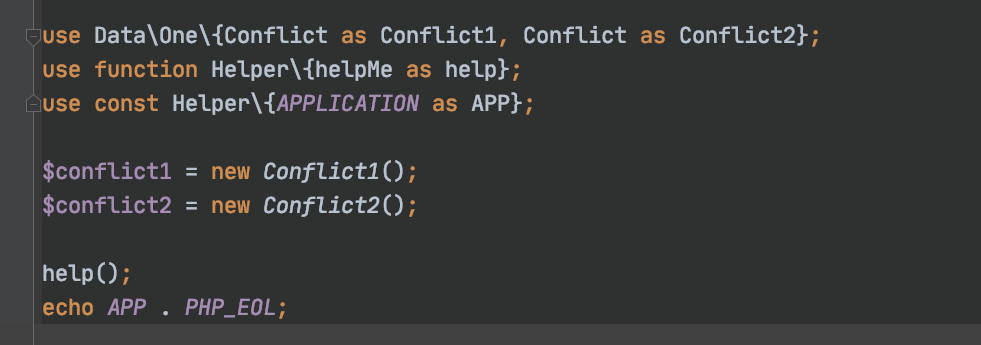 use Data\One\{Conflict as Conflict1, Conflict as Conflict2};
use function Helper\{helpMe as help};
use const Helper\{APPLICATION as APP};
$conflict1 = new Conflict1();
$conflict2 = new Conflict2();
help();
echo APP . PHP_EOL;